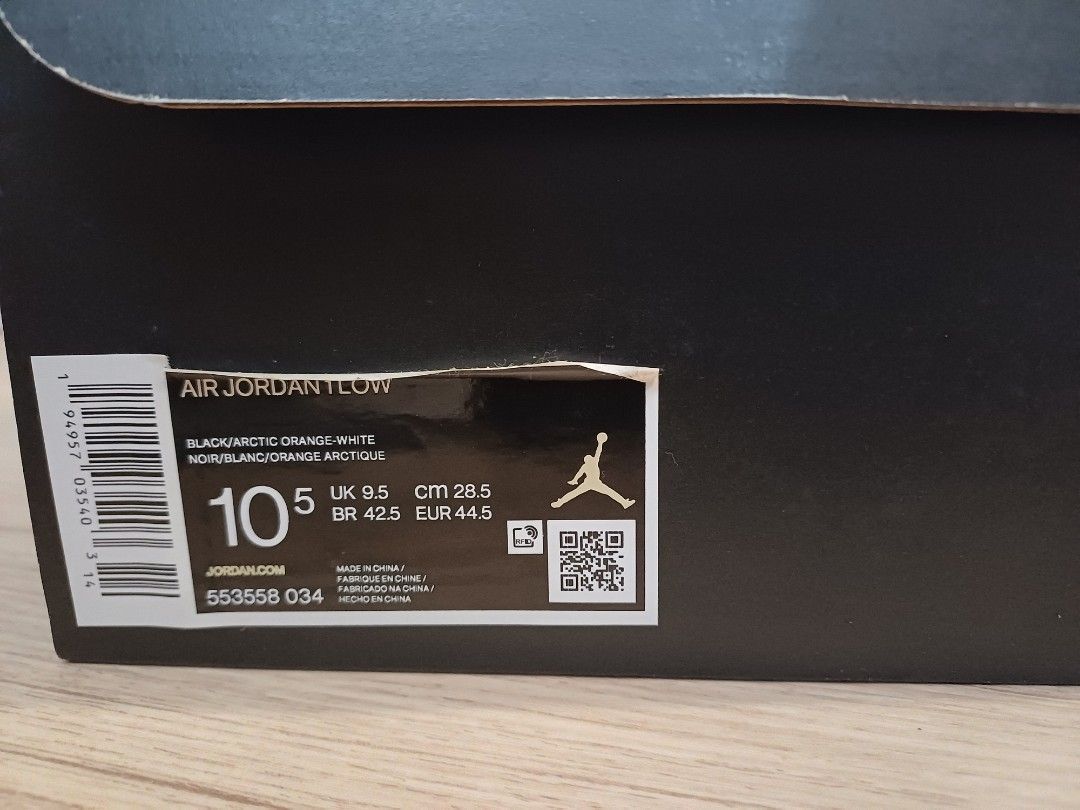 AIR JORDAN 1 LOW
BLACK/ARCTIC ORANGE-WHITE
NOIR/BLANC/ORANGE ARCTIQUE
10 5 UK 9.5 cm 28.5
BR 42.5 EUR 44.5
RFID
JORDAN.COM
553558 034
MADE IN CHINA /
FABRIQUE EN CHINE /
FABRICADO NA CHINA /
HECHO EN CHINA
1 94957 03540 3 14